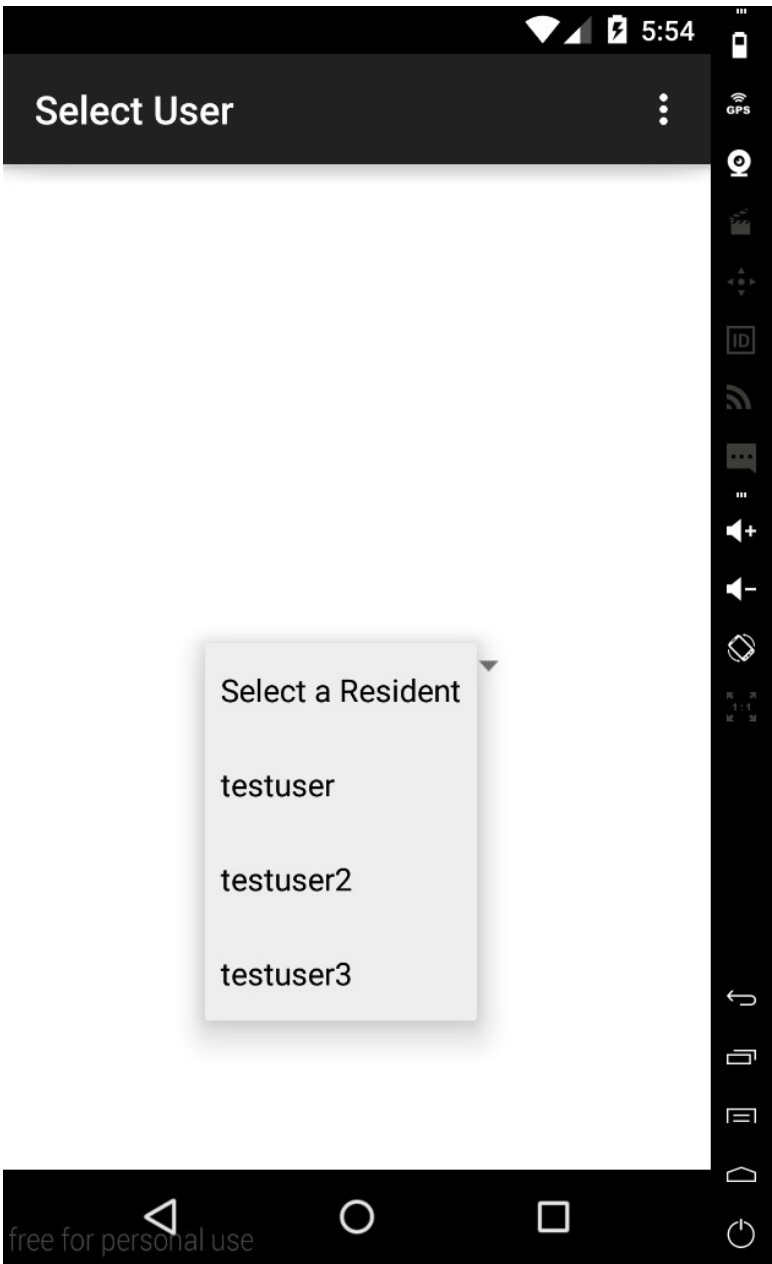 5:54
Select User
GPS
ID
1:1
Select a Resident
testuser
testuser2
testuser3
free for personal use